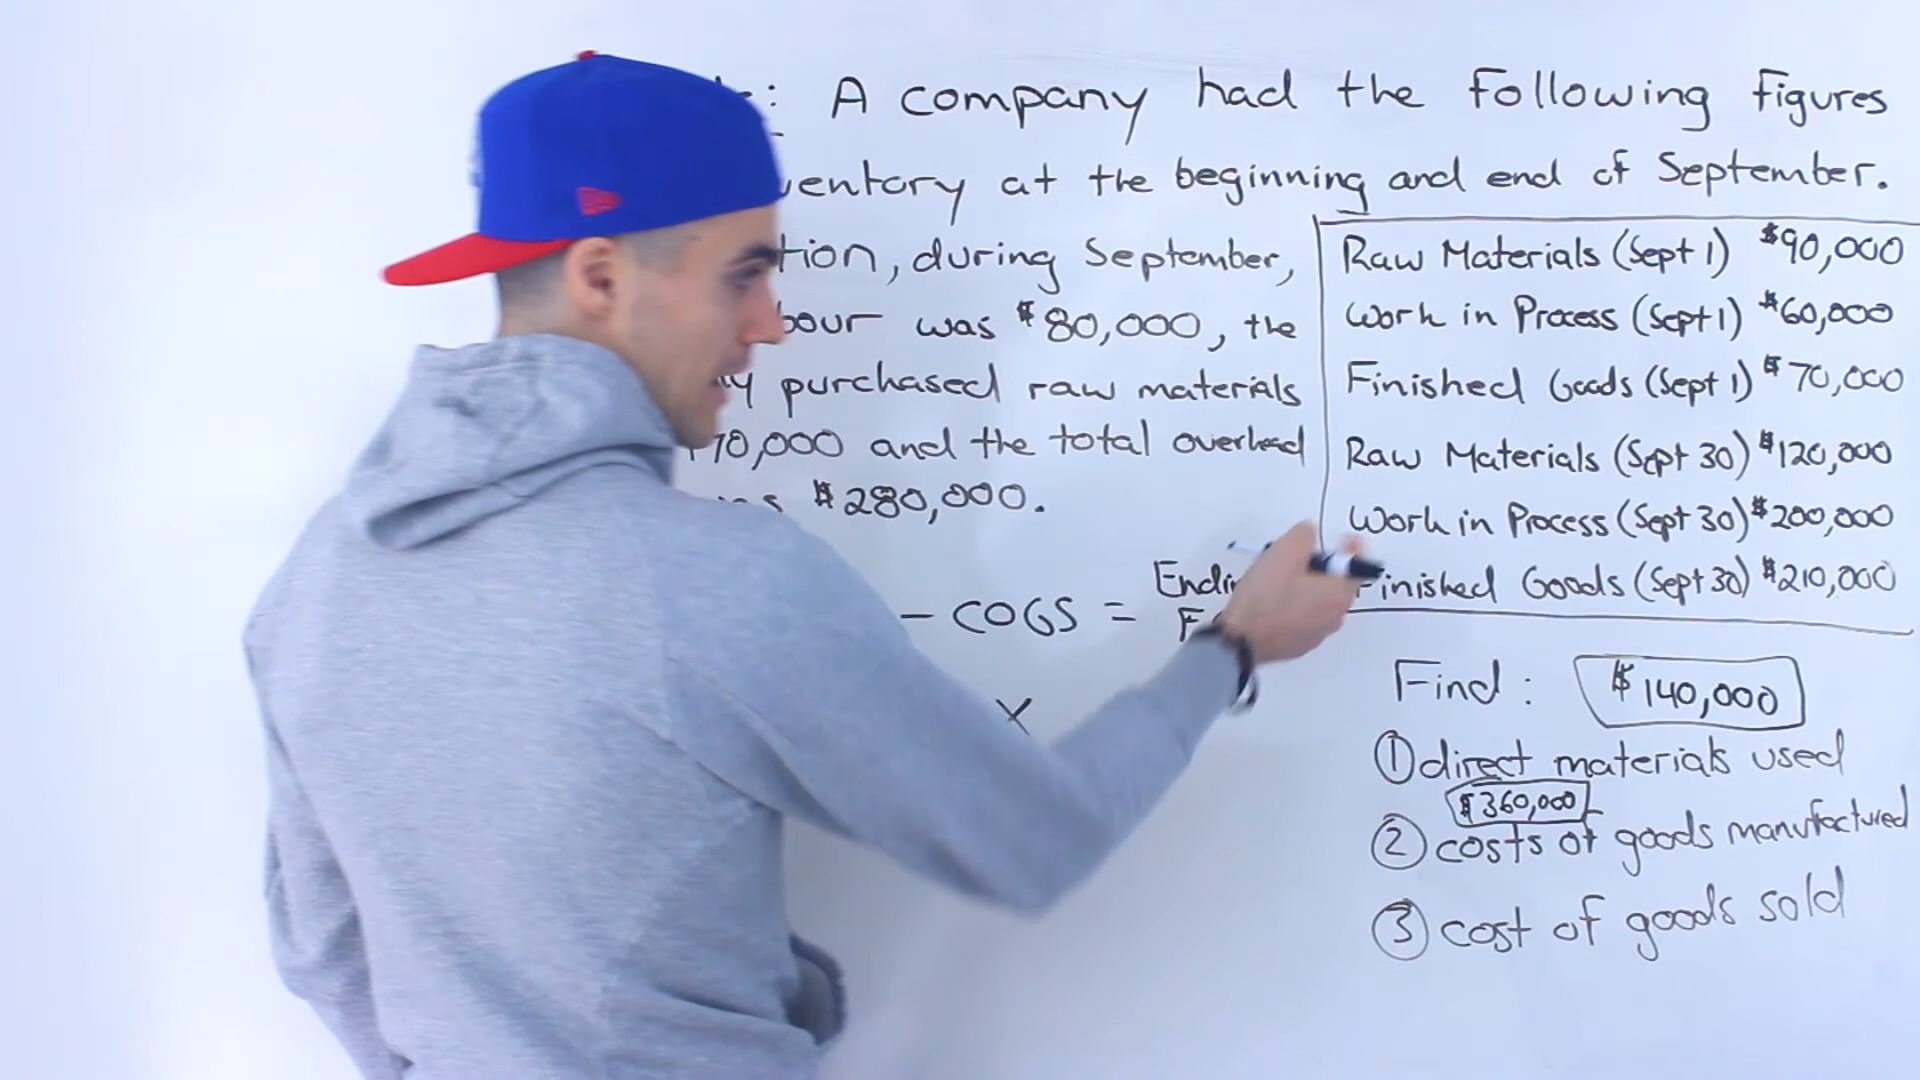 : A company had the following figures
ventory at the beginning and end of September.
tion, during September,
bour was $80,000, the
y purchased raw materials
70,000 and the total overhead
$280,000.
Raw Materials (Sept 1) $90,000
Work in Process (Sept 1) $60,000
Finished Goods (Sept 1) $70,000
Raw Materials (Sept 30) $120,000
Work in Process (Sept 30) $200,000
Finished Goods (Sept 30) $210,000
- COGS =
X
Find: $140,000
① direct materials used
$360,000
② costs of goods manufactured
③ cost of goods sold